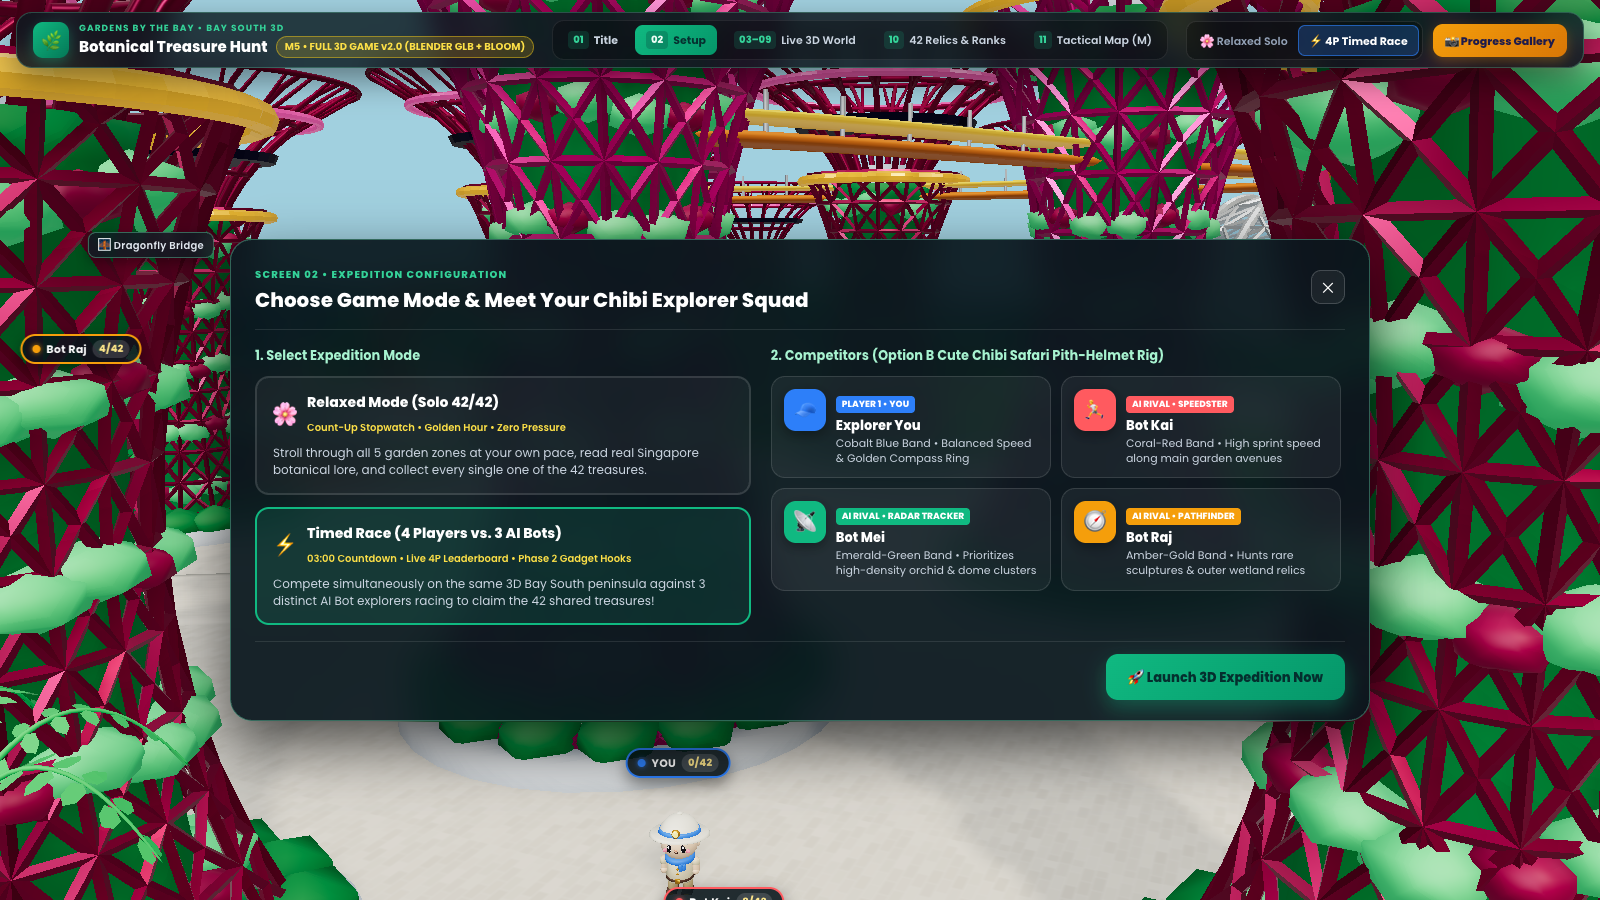 GARDENS BY THE BAY • BAY SOUTH 3D
Botanical Treasure Hunt
M5 • FULL 3D GAME v2.0 (BLENDER GLB + BLOOM)
01 Title
02 Setup
03–09 Live 3D World
10 42 Relics & Ranks
11 Tactical Map (M)
Relaxed Solo
4P Timed Race
Progress Gallery
Dragonfly Bridge
Bot Raj 4/42
SCREEN 02 • EXPEDITION CONFIGURATION
Choose Game Mode & Meet Your Chibi Explorer Squad
1. Select Expedition Mode
Relaxed Mode (Solo 42/42)
Count-Up Stopwatch • Golden Hour • Zero Pressure
Stroll through all 5 garden zones at your own pace, read real Singapore
botanical lore, and collect every single one of the 42 treasures.
Timed Race (4 Players vs. 3 AI Bots)
03:00 Countdown • Live 4P Leaderboard • Phase 2 Gadget Hooks
Compete simultaneously on the same 3D Bay South peninsula against 3
distinct AI Bot explorers racing to claim the 42 shared treasures!
2. Competitors (Option B Cute Chibi Safari Pith-Helmet Rig)
PLAYER 1 • YOU
Explorer You
Cobalt Blue Band • Balanced Speed
& Golden Compass Ring
AI RIVAL • SPEEDSTER
Bot Kai
Coral-Red Band • High sprint speed
along main garden avenues
AI RIVAL • RADAR TRACKER
Bot Mei
Emerald-Green Band • Prioritizes
high-density orchid & dome clusters
AI RIVAL • PATHFINDER
Bot Raj
Amber-Gold Band • Hunts rare
sculptures & outer wetland relics
Launch 3D Expedition Now
YOU 0/42